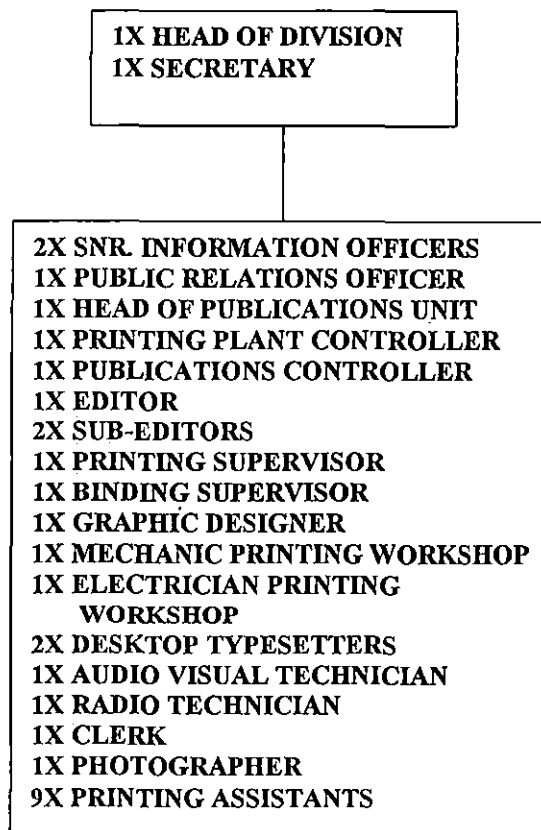 1X HEAD OF DIVISION
1X SECRETARY
2X SNR. INFORMATION OFFICERS
1X PUBLIC RELATIONS OFFICER
1X HEAD OF PUBLICATIONS UNIT
1X PRINTING PLANT CONTROLLER
1X PUBLICATIONS CONTROLLER
1X EDITOR
2X SUB-EDITORS
1X PRINTING SUPERVISOR
1X BINDING SUPERVISOR
1X GRAPHIC DESIGNER
1X MECHANIC PRINTING WORKSHOP
1X ELECTRICIAN PRINTING
WORKSHOP
2X DESKTOP TYPESETTERS
1X AUDIO VISUAL TECHNICIAN
1X RADIO TECHNICIAN
1X CLERK
1X PHOTOGRAPHER
9X PRINTING ASSISTANTS